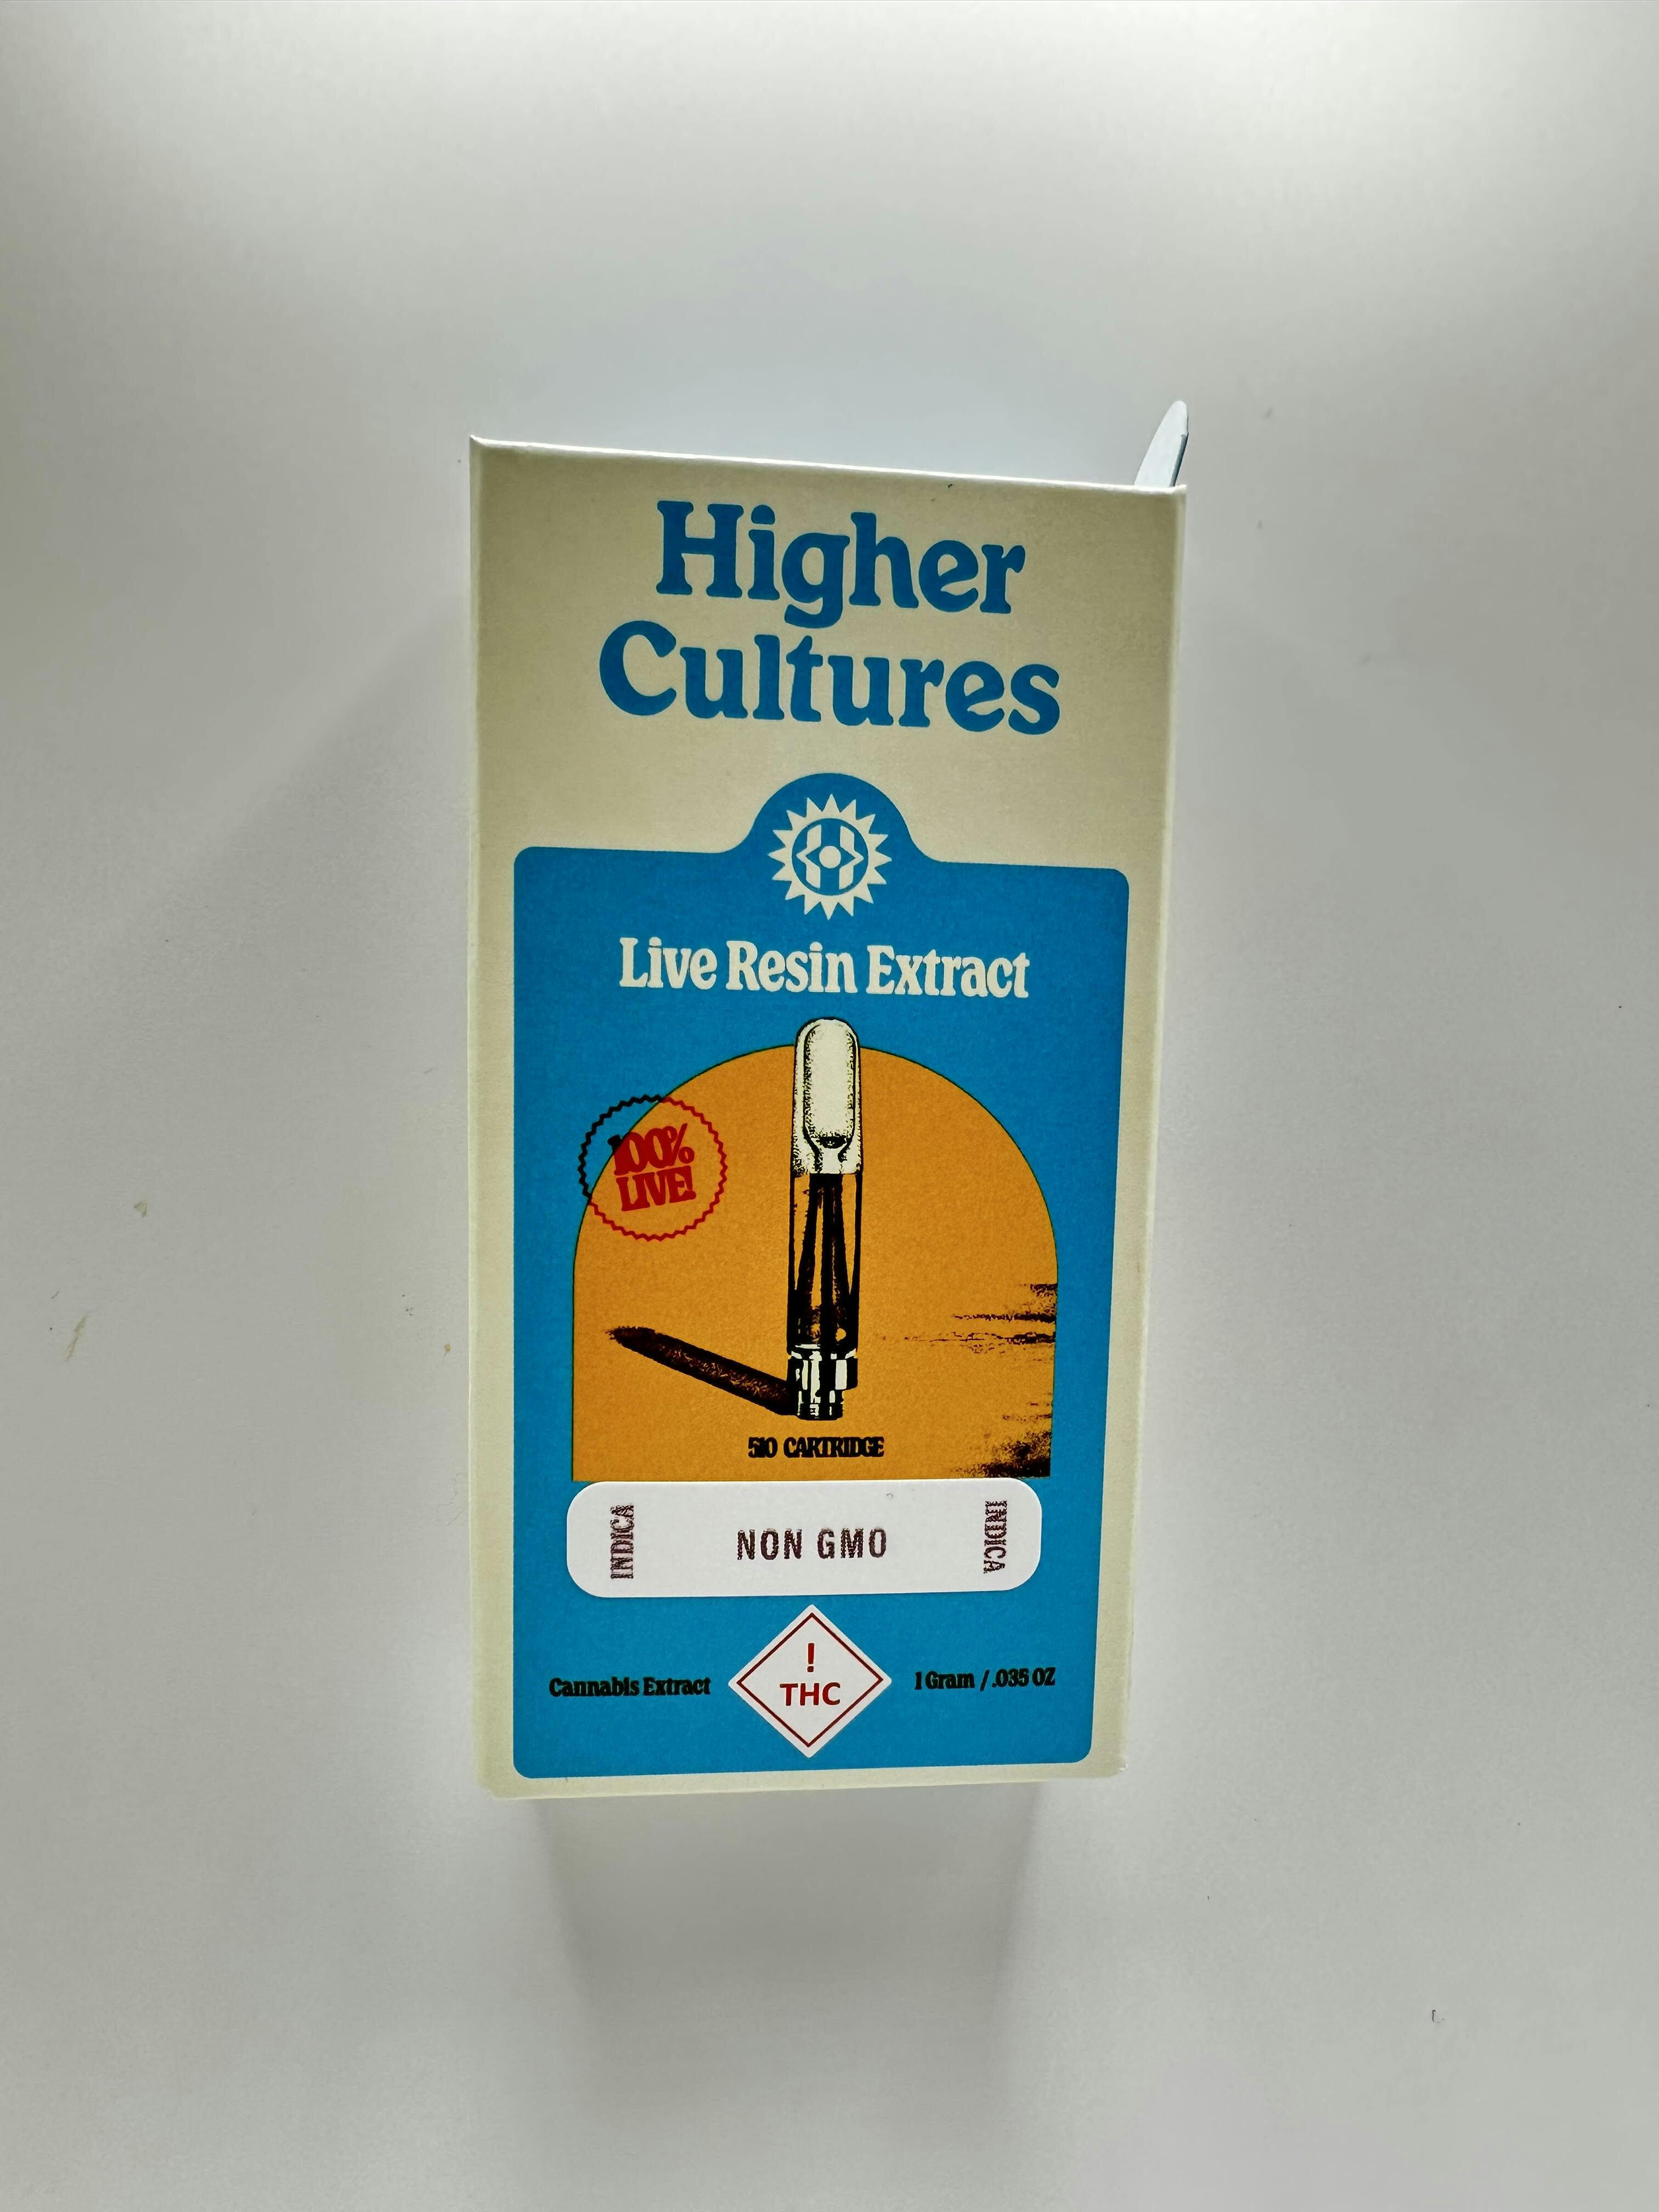 Higher
Cultures
Live Resin Extract
100%
LIVE!
510 CARTRIDGE
INDICA
NON GMO
INDICA
Cannabis Extract
!
THC
1 Gram / .035 OZ